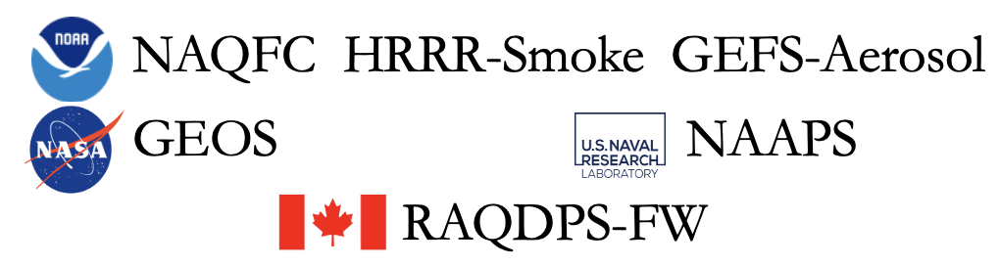 NOAA NAQFC HRRR-Smoke GEFS-Aerosol
NASA GEOS
U.S. NAVAL
RESEARCH
LABORATORY
NAAPS
RAQDPS-FW